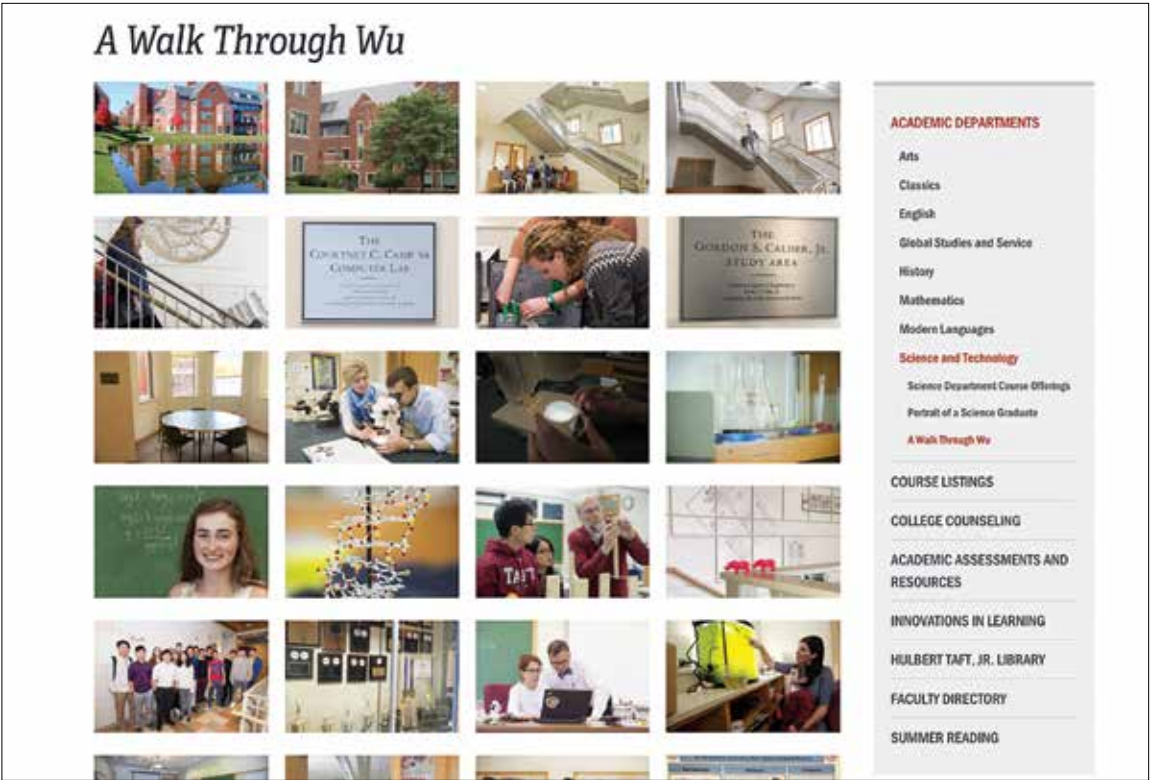 A Walk Through Wu
THE
COURTNEY C. CAMP '68
COMPUTER LAB
THE
GORDON S. CALDER, JR.
STUDY AREA
TAFT
ACADEMIC DEPARTMENTS
Arts
Classics
English
Global Studies and Service
History
Mathematics
Modern Languages
Science and Technology
Science Department Course Offerings
Portrait of a Science Graduate
A Walk Through Wu
COURSE LISTINGS
COLLEGE COUNSELING
ACADEMIC ASSESSMENTS AND
RESOURCES
INNOVATIONS IN LEARNING
HULBERT TAFT, JR. LIBRARY
FACULTY DIRECTORY
SUMMER READING